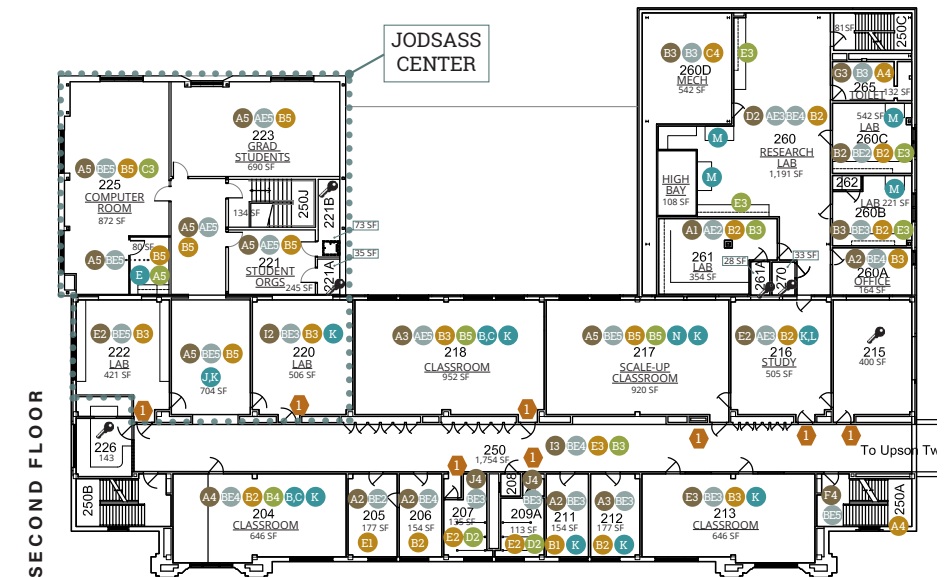 JODSASS
CENTER
SECOND FLOOR
A5 AE5 B5
223
GRAD
STUDENTS
690 SF
A5 BE5 B5 C3
225
COMPUTER
ROOM
872 SF
134 SF
250J
221B
73 SF
A5 AE5
B5
A5 AE5 B5
221
STUDENT
ORGS
245 SF
221A
35 SF
80 SF
A5 BE5
B5
E A5
B3 B3 C4
260D
MECH
542 SF
E3
81SF
250C
G3 B3 A4
265
TOILET
132 SF
D2 AE3 BE4 B2
260
RESEARCH
LAB
1,191 SF
M
M
HIGH
BAY
108 SF
E3
542 SF
M
LAB
260C
B2 BE2 B2 E3
262
M
LAB 221 SF
260B
B3 BE3 B2 E3
A1 AE2 B2 B3
261
LAB
354 SF
28 SF
261A
270
33 SF
A2 BE4 B3
260A
OFFICE
164 SF
E2 BE5 B3
222
LAB
421 SF
A5 BE5 B5
J,K
704 SF
I2 BE3 B3 K
220
LAB
506 SF
A3 AE5 B3 B5 B,C K
218
CLASSROOM
952 SF
A5 BE5 B5 B5 N K
217
SCALE-UP
CLASSROOM
920 SF
E2 AE3 B2 K,L
216
STUDY
505 SF
215
400 SF
1
1
1
1
1
1
1
1
226
143
250
1,754 SF
I3 BE4 E3 B3
To Upson Tw
250B
A4 BE4 B2 B4 B,C K
204
CLASSROOM
646 SF
A2 BE2
205
177 SF
E1
A2 BE4
206
154 SF
B2
J4
BE3
207
135 SF
E2 D2
208
J4
BE3
209A
113 SF
E2 D2
A2 BE3
211
154 SF
B1 K
A3 BE3
212
177 SF
B2 K
E3 BE3 B3 K
213
CLASSROOM
646 SF
F4
BE5
250A
A4